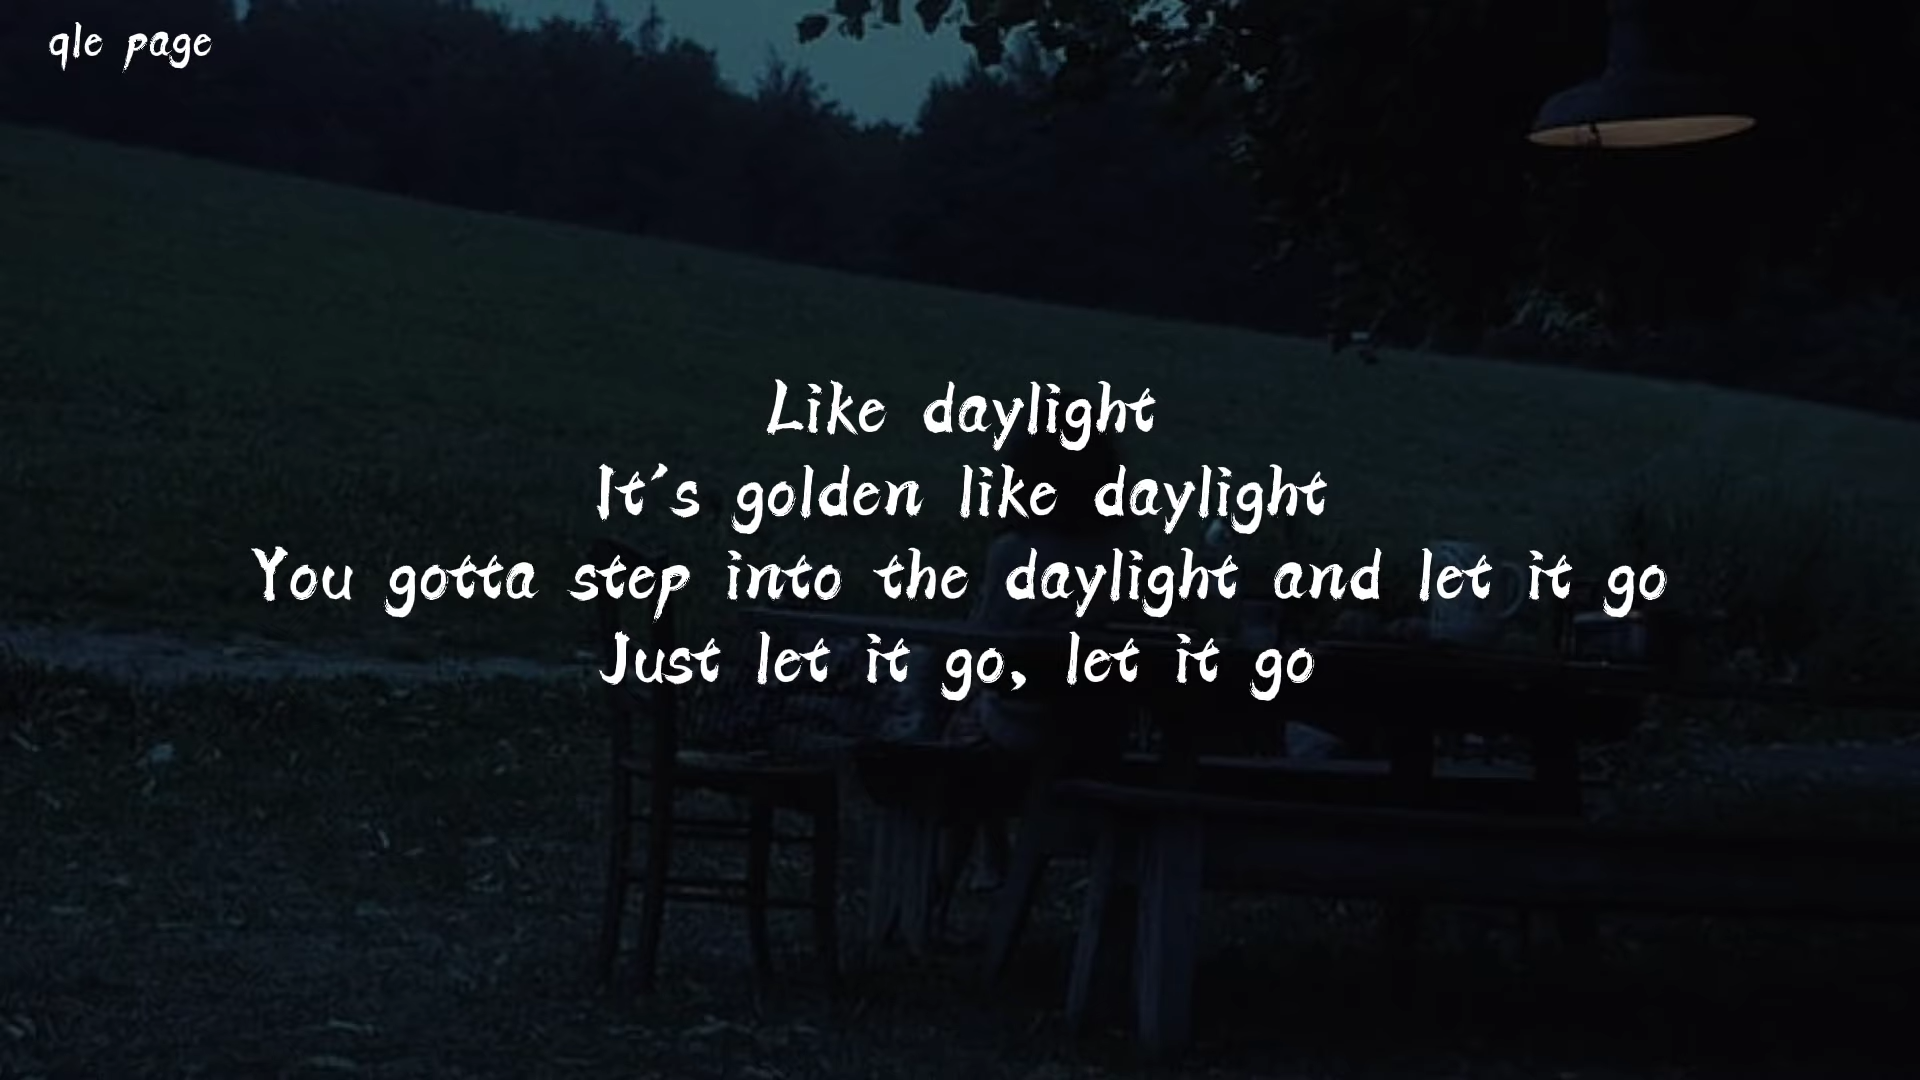 qle page
Like daylight
It's golden like daylight
You gotta step into the daylight and let it go
Just let it go, let it go